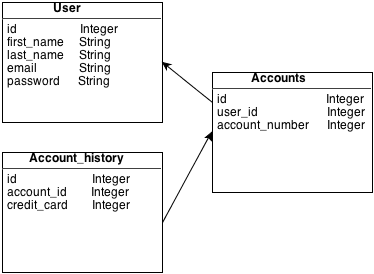 User
id Integer
first_name String
last_name String
email String
password String
Accounts
id Integer
user_id Integer
account_number Integer
Account_history
id Integer
account_id Integer
credit_card Integer